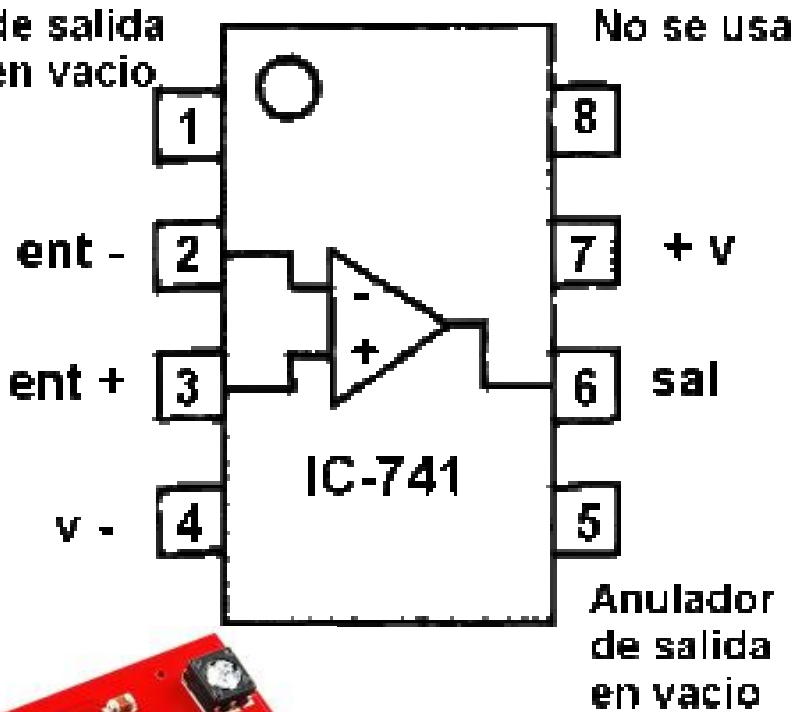 de salida
en vacio
No se usa
1
8
ent -
2
7
+ v
-
+
ent +
3
6
sal
IC-741
v -
4
5
Anulador
de salida
en vacio